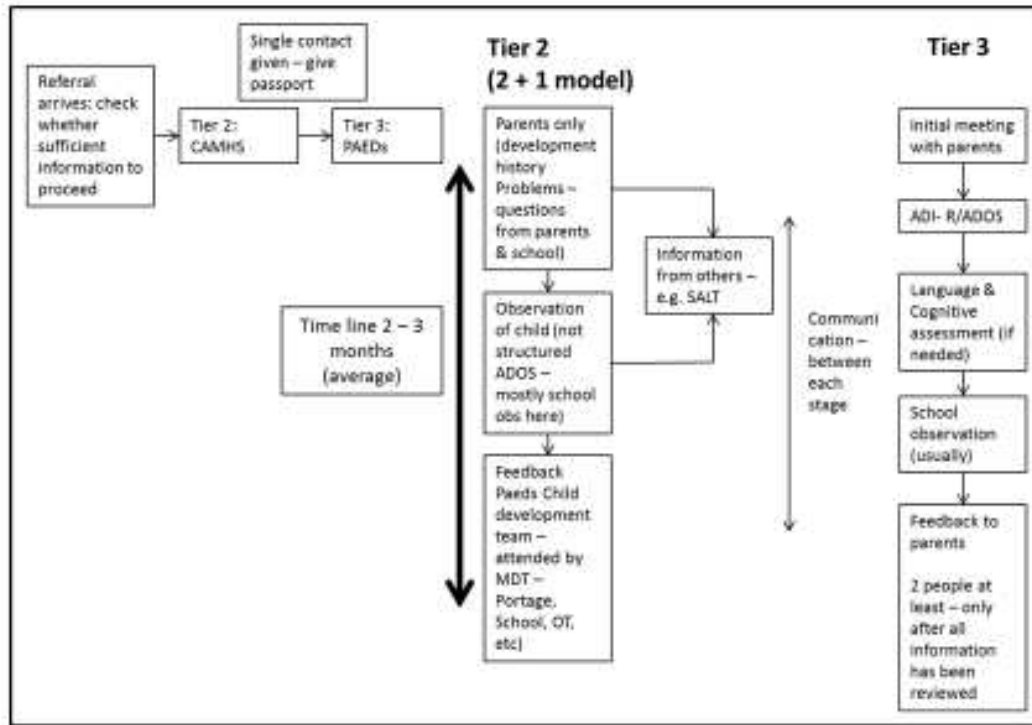 Referral
arrives: check
whether
sufficient
information to
proceed
Single contact
given – give
passport
Tier 2:
CAMHS
Tier 3:
PAEDs
Time line 2 – 3
months
(average)
Tier 2
(2 + 1 model)
Parents only
(development
history
Problems –
questions
from parents
& school)
Observation
of child (not
structured
ADOS –
mostly school
obs here)
Feedback
Paeds Child
development
team –
attended by
MDT –
Portage,
School, OT,
etc)
Information
from others –
e.g. SALT
Communi
cation –
between
each
stage
Tier 3
Initial meeting
with parents
ADI- R/ADOS
Language &
Cognitive
assessment (if
needed)
School
observation
(usually)
Feedback to
parents
2 people at
least – only
after all
information
has been
reviewed